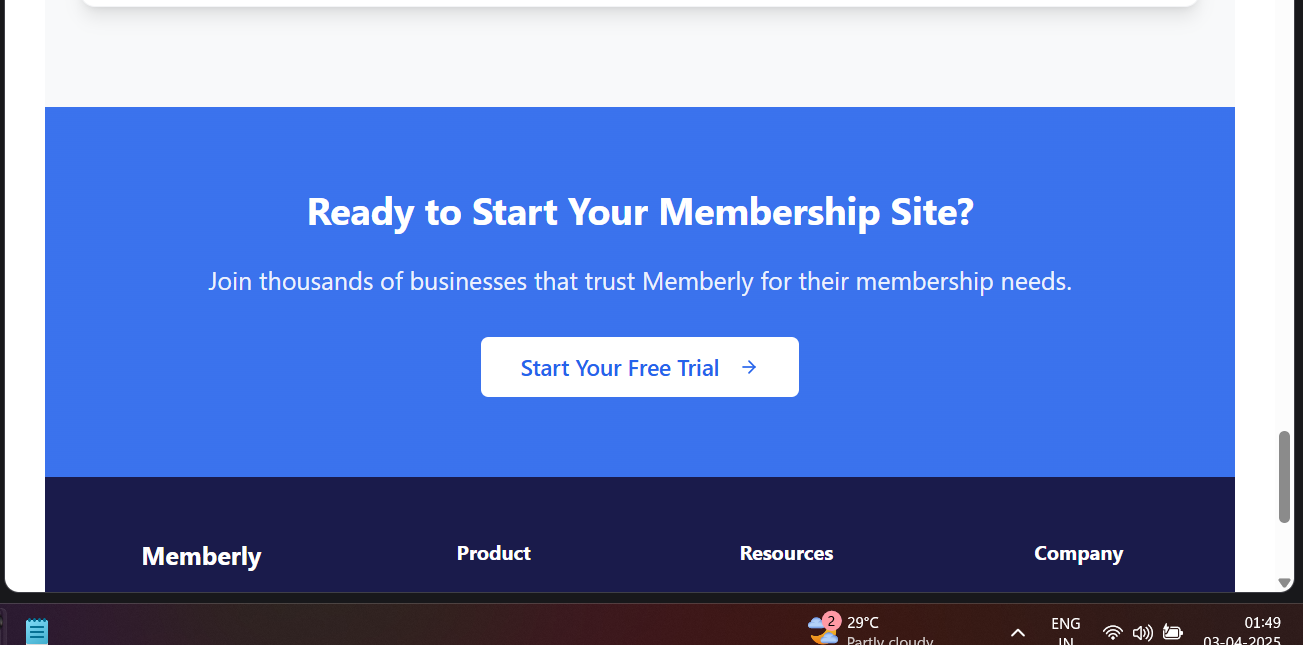 Ready to Start Your Membership Site?
Join thousands of businesses that trust Memberly for their membership needs.
Start Your Free Trial →
Memberly
Product
Resources
Company
2
29°C
Partly cloudy
ENG
IN
01:49
03-04-2025